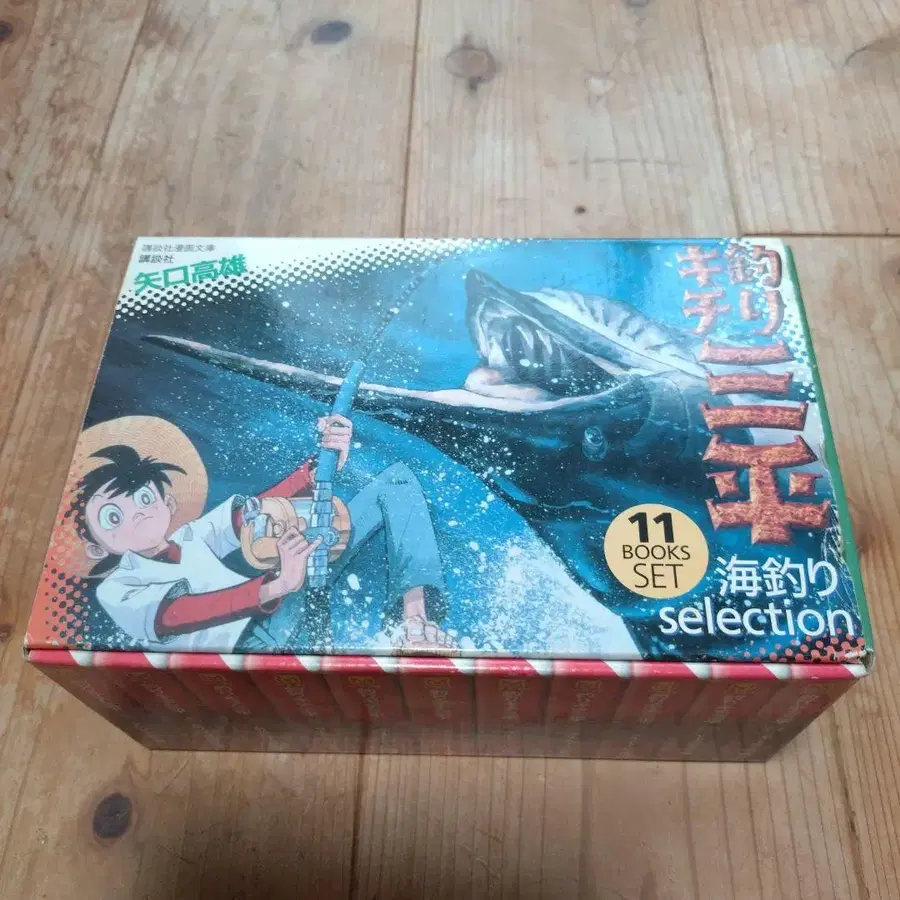 講談社漫画文庫
講談社
矢口高雄
釣り
キチ
三平
11
BOOKS
SET
海釣り
selection